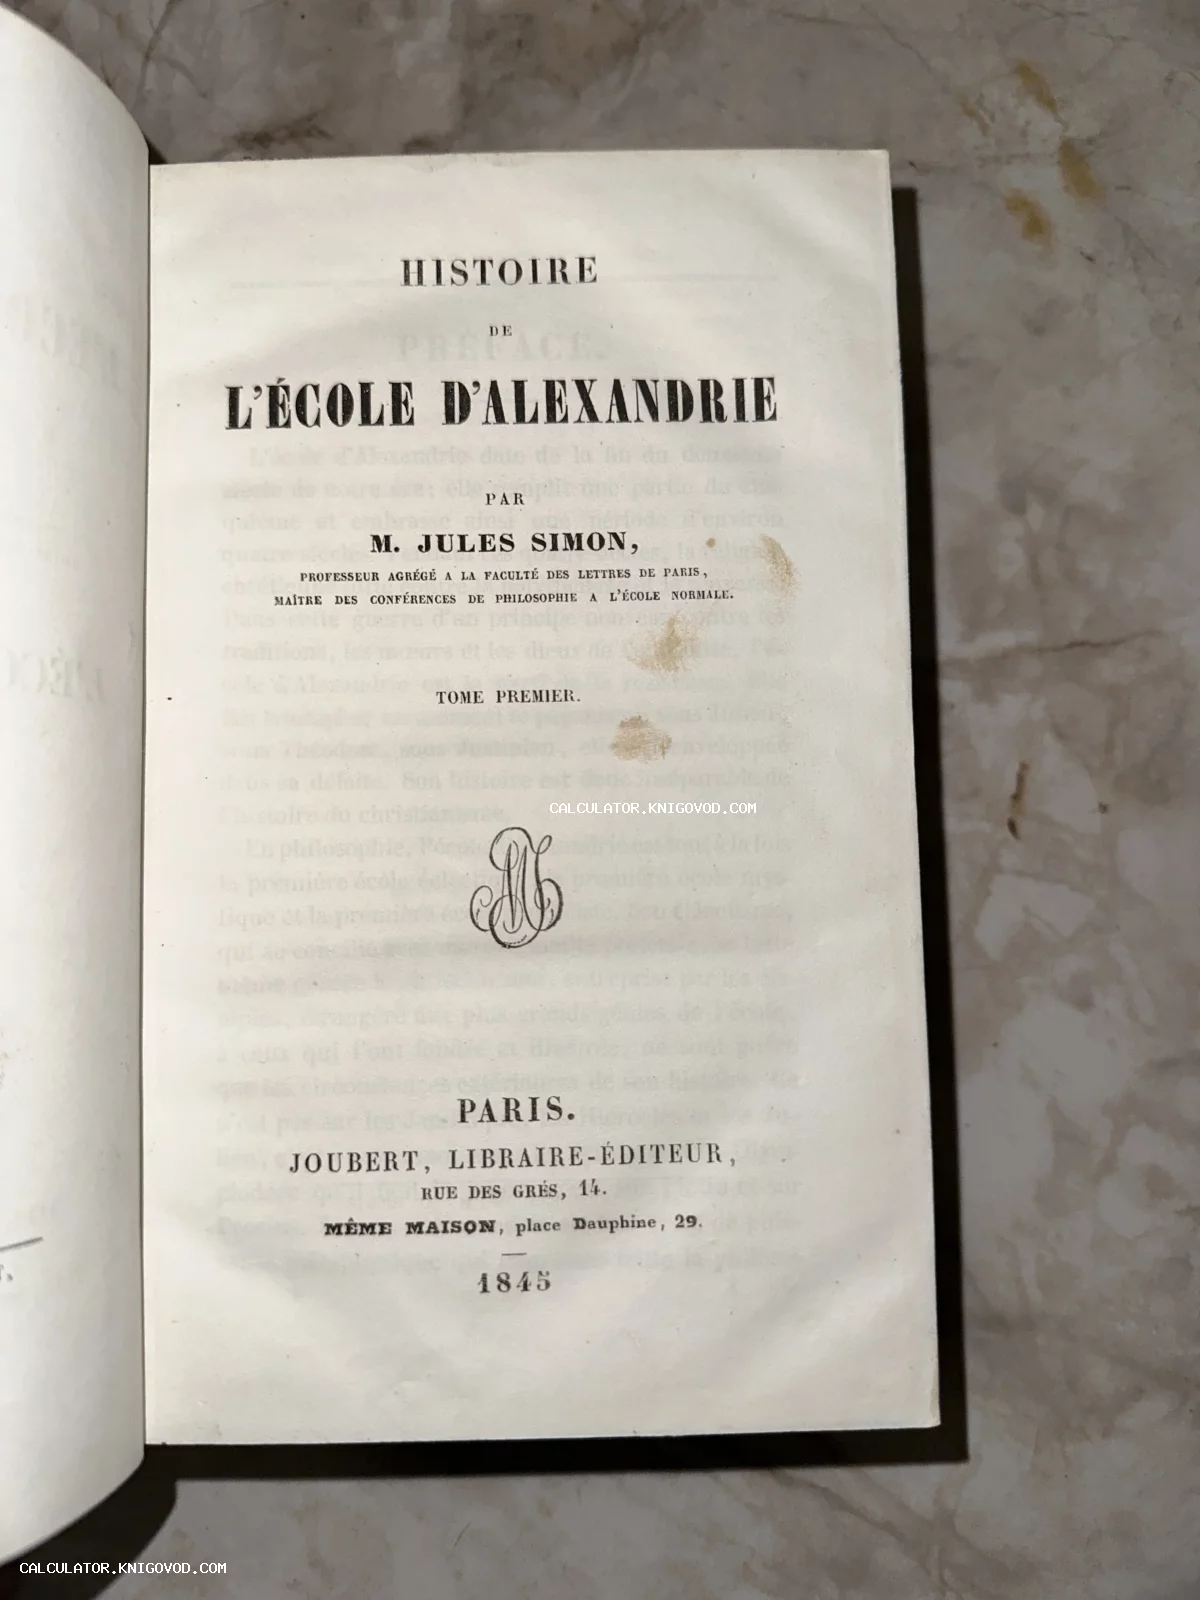 HISTOIRE
DE
L'ÉCOLE D'ALEXANDRIE
PAR
M. JULES SIMON,
PROFESSEUR AGRÉGÉ A LA FACULTÉ DES LETTRES DE PARIS,
MAÎTRE DES CONFÉRENCES DE PHILOSOPHIE A L'ÉCOLE NORMALE.
TOME PREMIER.
CALCULATOR.KNIGOVOD.COM
PARIS.
JOUBERT, LIBRAIRE-ÉDITEUR,
RUE DES GRÉS, 14.
MÊME MAISON, place Dauphine, 29.
1845
CALCULATOR.KNIGOVOD.COM